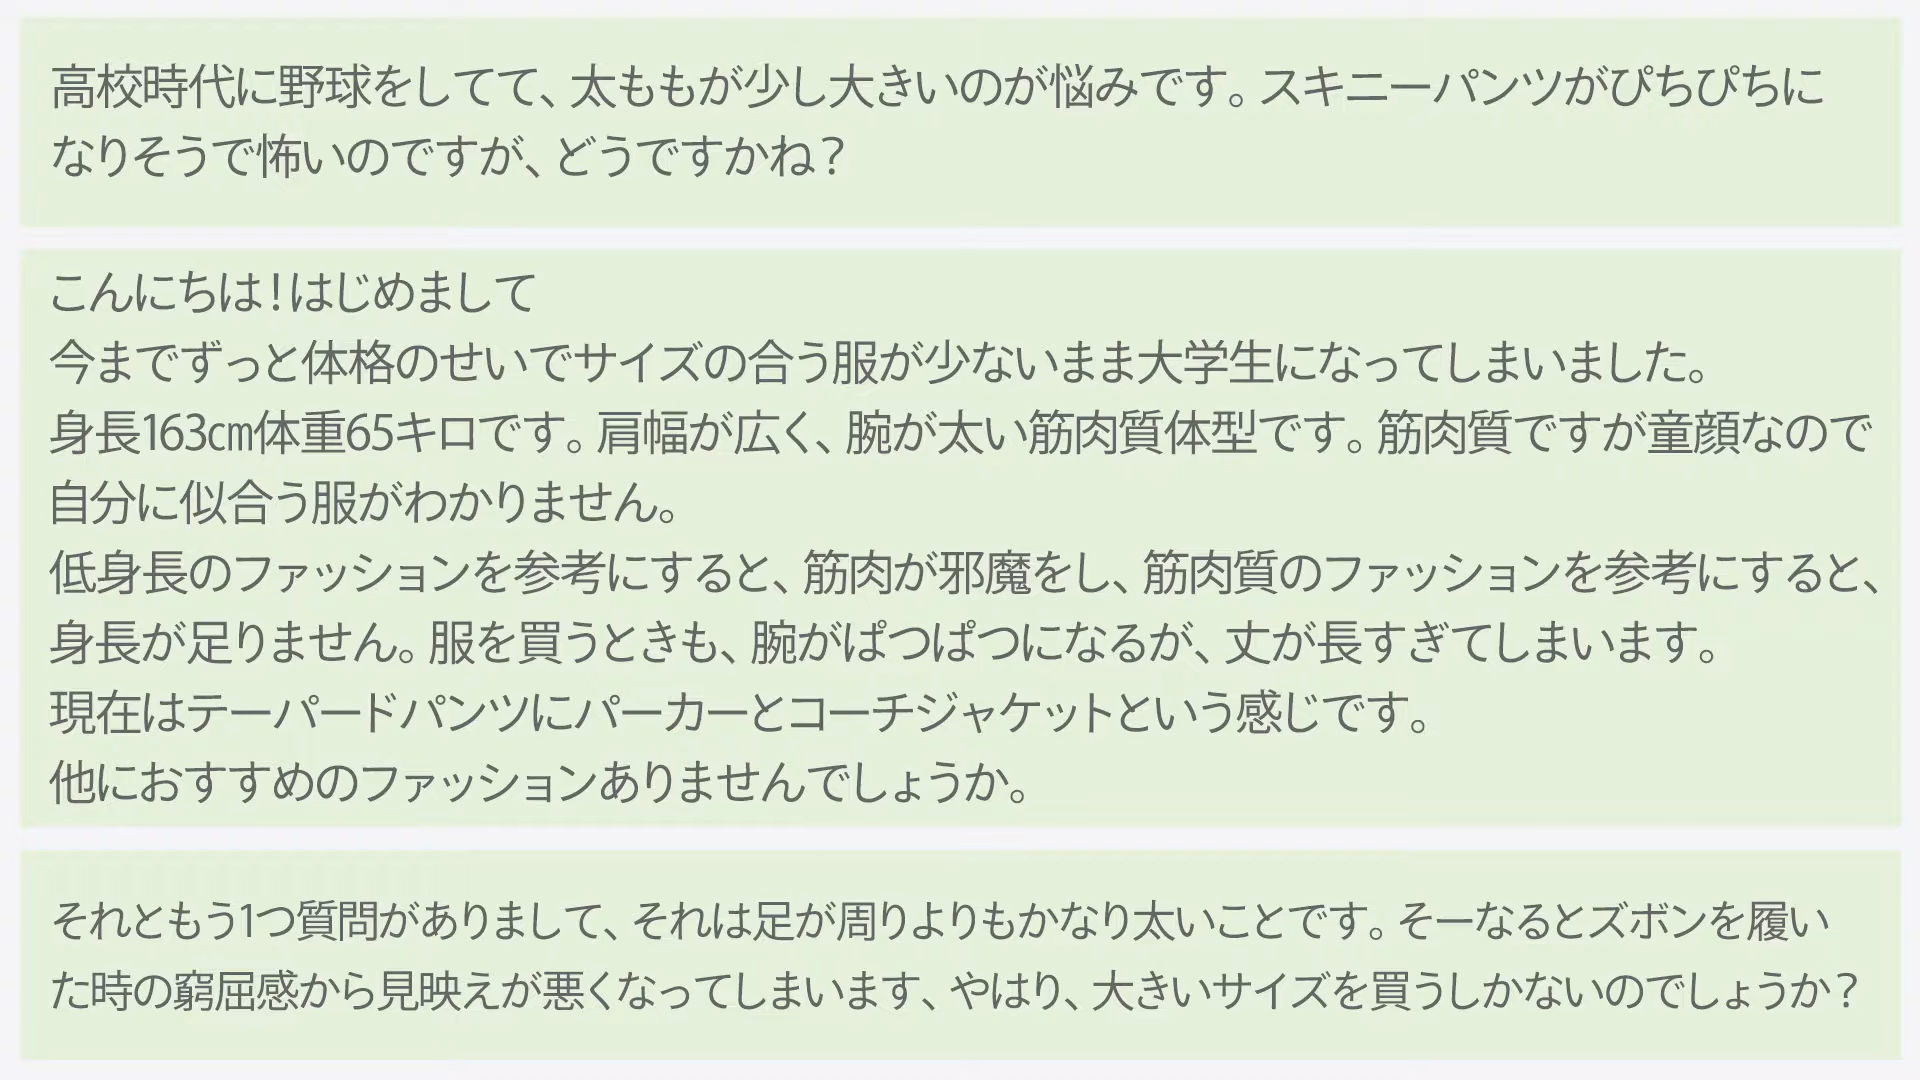 高校時代に野球をしてて、太ももが少し大きいのが悩みです。スキニーパンツがぴちぴちに
なりそうで怖いのですが、どうですかね？
こんにちは！はじめまして
今までずっと体格のせいでサイズの合う服が少ないまま大学生になってしまいました。
身長163㎝体重65キロです。肩幅が広く、腕が太い筋肉質体型です。筋肉質ですが童顔なので
自分に似合う服がわかりません。
低身長のファッションを参考にすると、筋肉が邪魔をし、筋肉質のファッションを参考にすると、
身長が足りません。服を買うときも、腕がぱつぱつになるが、丈が長すぎてしまいます。
現在はテーパードパンツにパーカーとコーチジャケットという感じです。
他におすすめのファッションありませんでしょうか。
それともう1つ質問がありまして、それは足が周りよりもかなり太いことです。そーなるとズボンを履い
た時の窮屈感から見映えが悪くなってしまいます、やはり、大きいサイズを買うしかないのでしょうか？